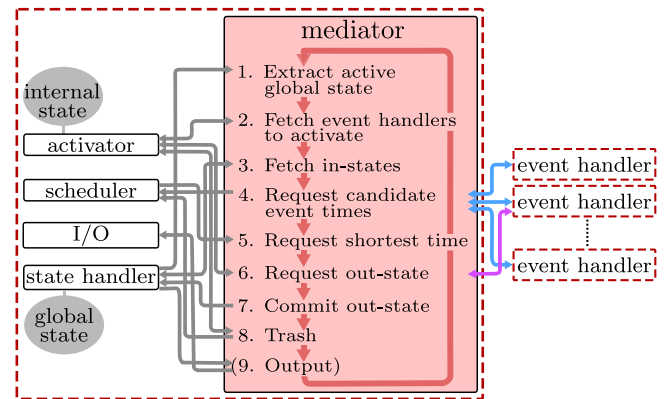 mediator
internal
state
activator
scheduler
I/O
state handler
global
state
1. Extract active
global state
2. Fetch event handlers
to activate
3. Fetch in-states
4. Request candidate
event times
5. Request shortest time
6. Request out-state
7. Commit out-state
8. Trash
(9. Output)
event handler
event handler
event handler